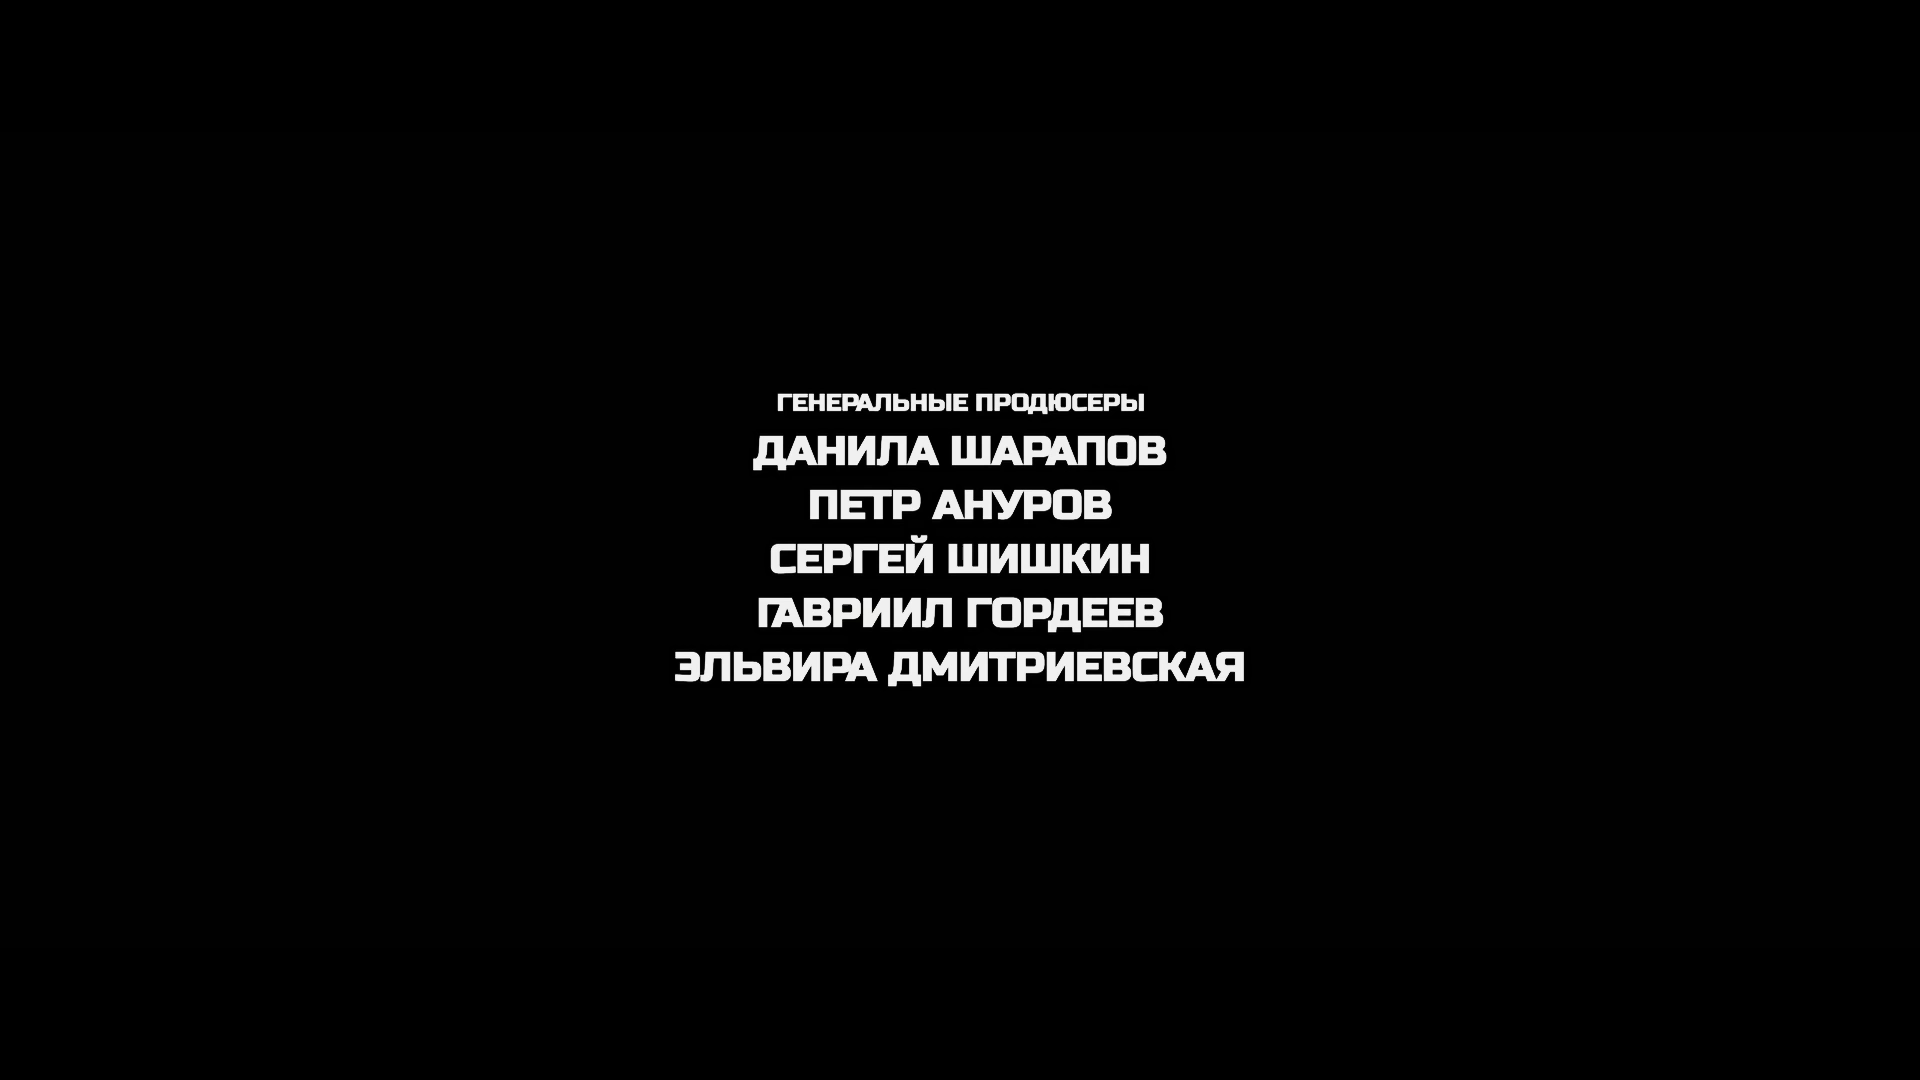 ГЕНЕРАЛЬНЫЕ ПРОДЮСЕРЫ
ДАНИЛА ШАРАПОВ
ПЕТР АНУРОВ
СЕРГЕЙ ШИШКИН
ГАВРИИЛ ГОРДЕЕВ
ЭЛЬВИРА ДМИТРИЕВСКАЯ